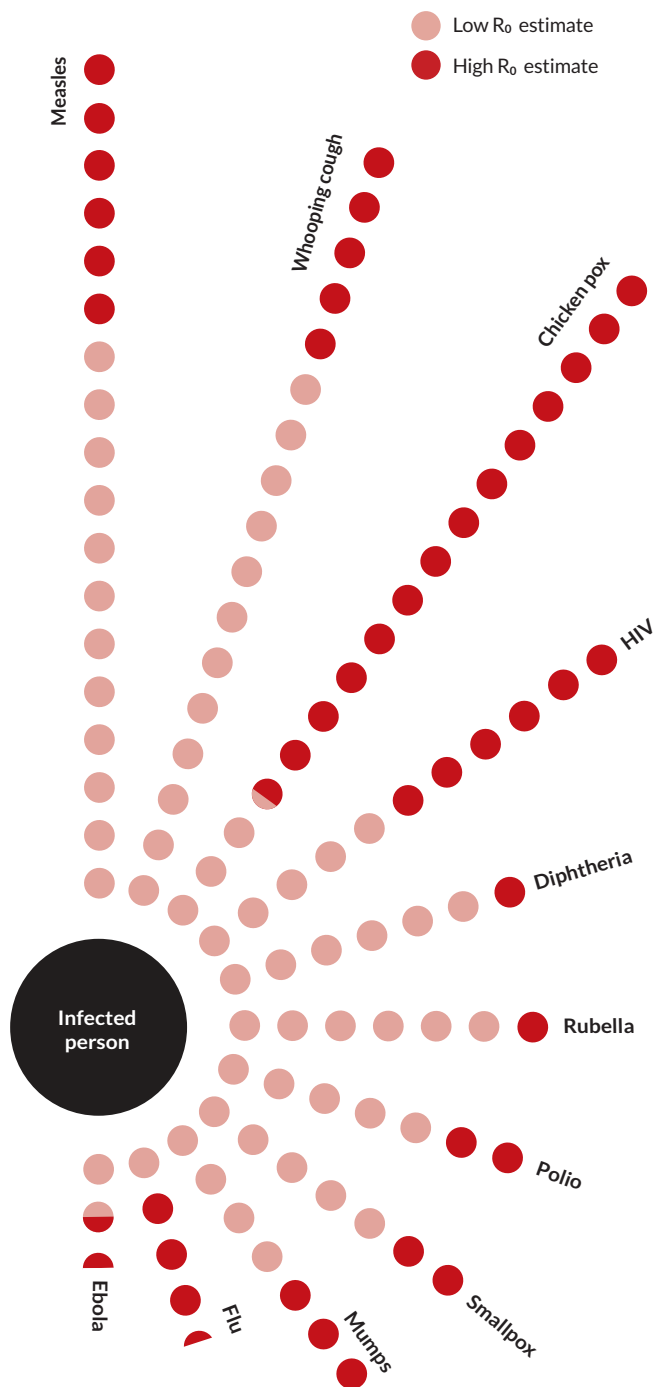 Low R₀ estimate
High R₀ estimate
Measles
Whooping cough
Chicken pox
HIV
Diphtheria
Infected
person
Rubella
Polio
Smallpox
Mumps
Flu
Ebola